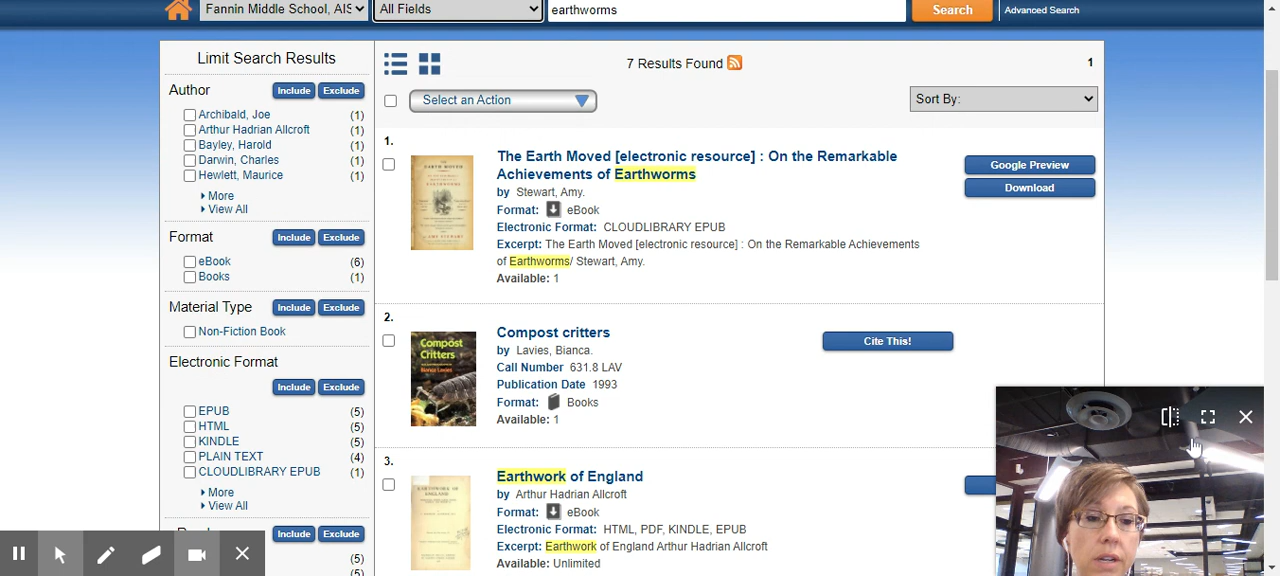 Fannin Middle School, AIS
All Fields
earthworms
Search
Advanced Search
Limit Search Results
Author Include Exclude
Archibald, Joe (1)
Arthur Hadrian Allcroft (1)
Bayley, Harold (1)
Darwin, Charles (1)
Hewlett, Maurice (1)
More
View All
Format Include Exclude
eBook (6)
Books (1)
Material Type Include Exclude
Non-Fiction Book
Electronic Format
Include Exclude
EPUB (5)
HTML (5)
KINDLE (5)
PLAIN TEXT (4)
CLOUDLIBRARY EPUB (1)
More
View All
Include Exclude
(5)
7 Results Found
1
Select an Action
Sort By:
1.
The Earth Moved [electronic resource] : On the Remarkable
Achievements of Earthworms
by Stewart, Amy.
Format: eBook
Electronic Format: CLOUDLIBRARY EPUB
Excerpt: The Earth Moved [electronic resource] : On the Remarkable Achievements
of Earthworms/ Stewart, Amy.
Available: 1
Google Preview
Download
2.
Compost
Critters
Compost critters
by Lavies, Bianca.
Call Number 631.8 LAV
Publication Date 1993
Format: Books
Available: 1
Cite This!
3.
Earthwork of England
by Arthur Hadrian Allcroft
Format: eBook
Electronic Format: HTML, PDF, KINDLE, EPUB
Excerpt: Earthwork of England Arthur Hadrian Allcroft
Available: Unlimited